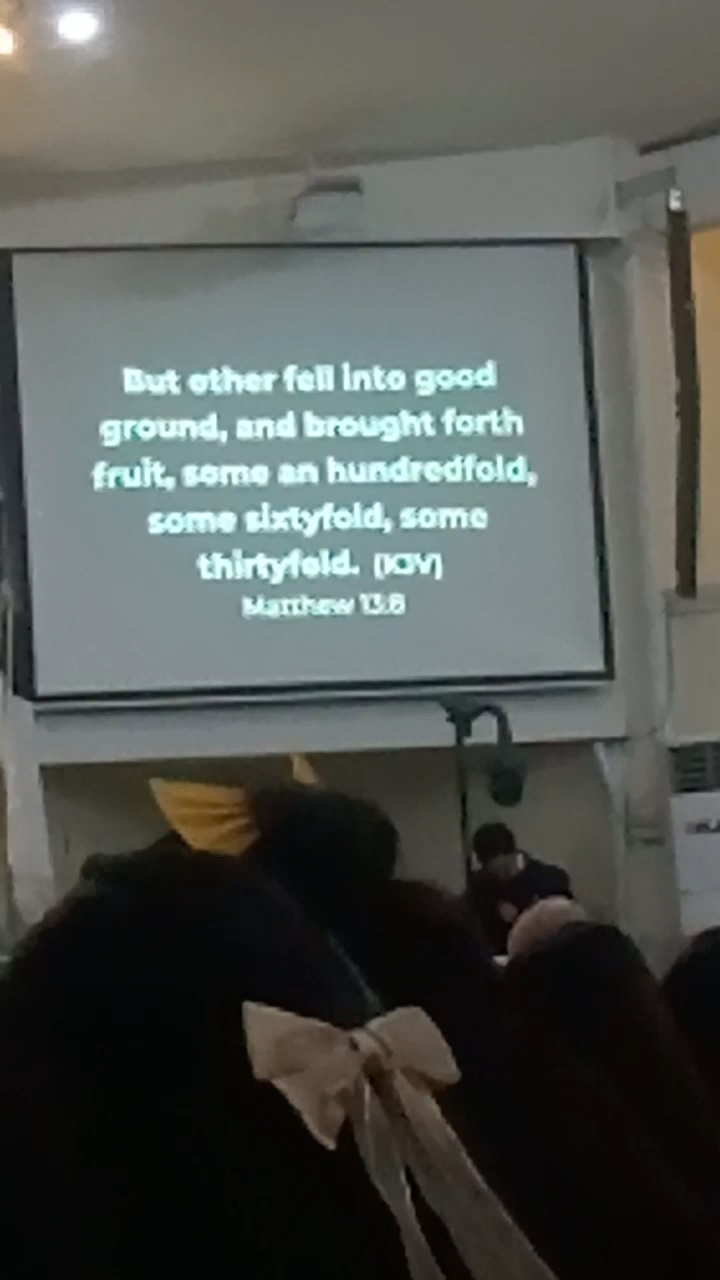 But other fell into good
ground, and brought forth
fruit, some an hundredfold,
some sixtyfold, some
thirtyfold. (KJV)
Matthew 13:8